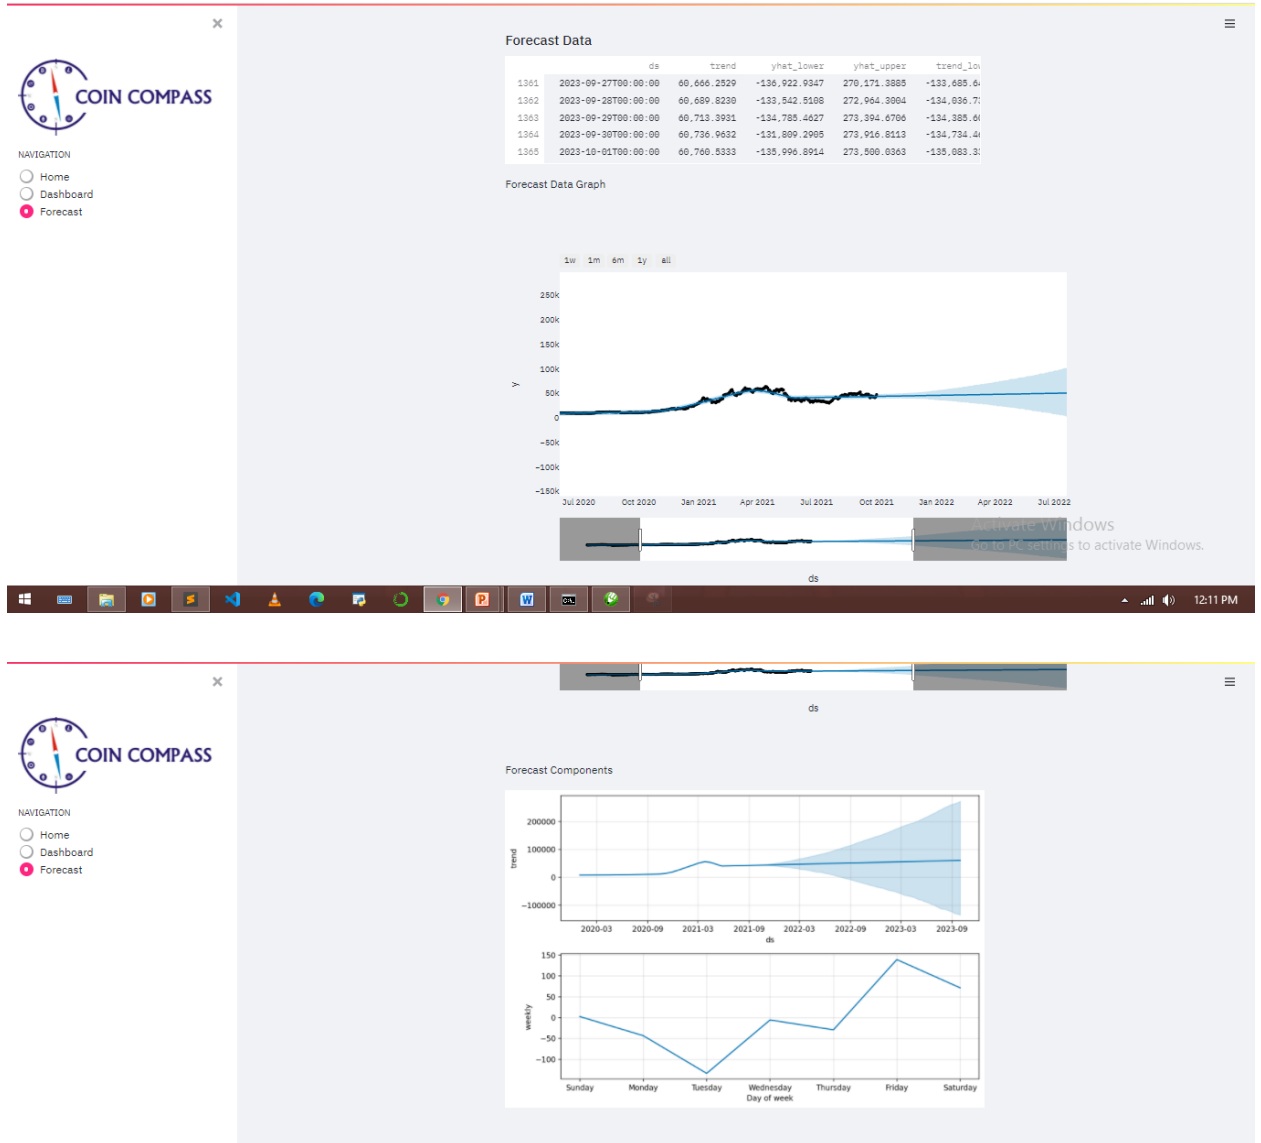 ×
≡
COIN COMPASS
NAVIGATION
Home
Dashboard
Forecast
Forecast Data
ds trend yhat_lower yhat_upper
1361 2023-09-27T00:00:00 60,666.2529 -136,922.9347 270,171.3885
1362 2023-09-28T00:00:00 60,689.8230 -133,542.5108 272,964.3004
1363 2023-09-29T00:00:00 60,713.3931 -134,785.4627 273,394.6706
1364 2023-09-30T00:00:00 60,736.9632 -131,809.2905 273,916.8113
1365 2023-10-01T00:00:00 60,760.5333 -135,996.8914 273,500.0363
Forecast Data Graph
1w 1m 6m 1y all
250k
200k
150k
100k
50k
0
−50k
−100k
−150k
y
Jul 2020 Oct 2020 Jan 2021 Apr 2021 Jul 2021 Oct 2021 Jan 2022 Apr 2022 Jul 2022
Activate Windows
Go to PC settings to activate Windows.
ds
12:11 PM
×
≡
COIN COMPASS
NAVIGATION
Home
Dashboard
Forecast
ds
Forecast Components
200000
100000
0
−100000
trend
2020-03 2020-09 2021-03 2021-09 2022-03 2022-09 2023-03 2023-09
ds
150
100
50
0
−50
−100
weekly
Sunday Monday Tuesday Wednesday Thursday Friday Saturday
Day of week